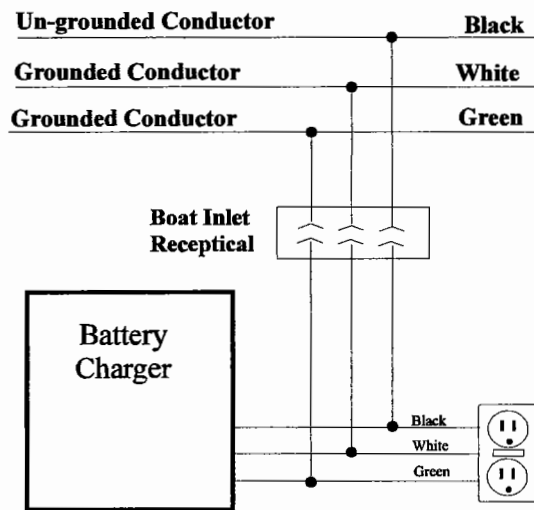 Un-grounded Conductor Black
Grounded Conductor White
Grounded Conductor Green
Boat Inlet
Receptical
Battery
Charger
Black
White
Green